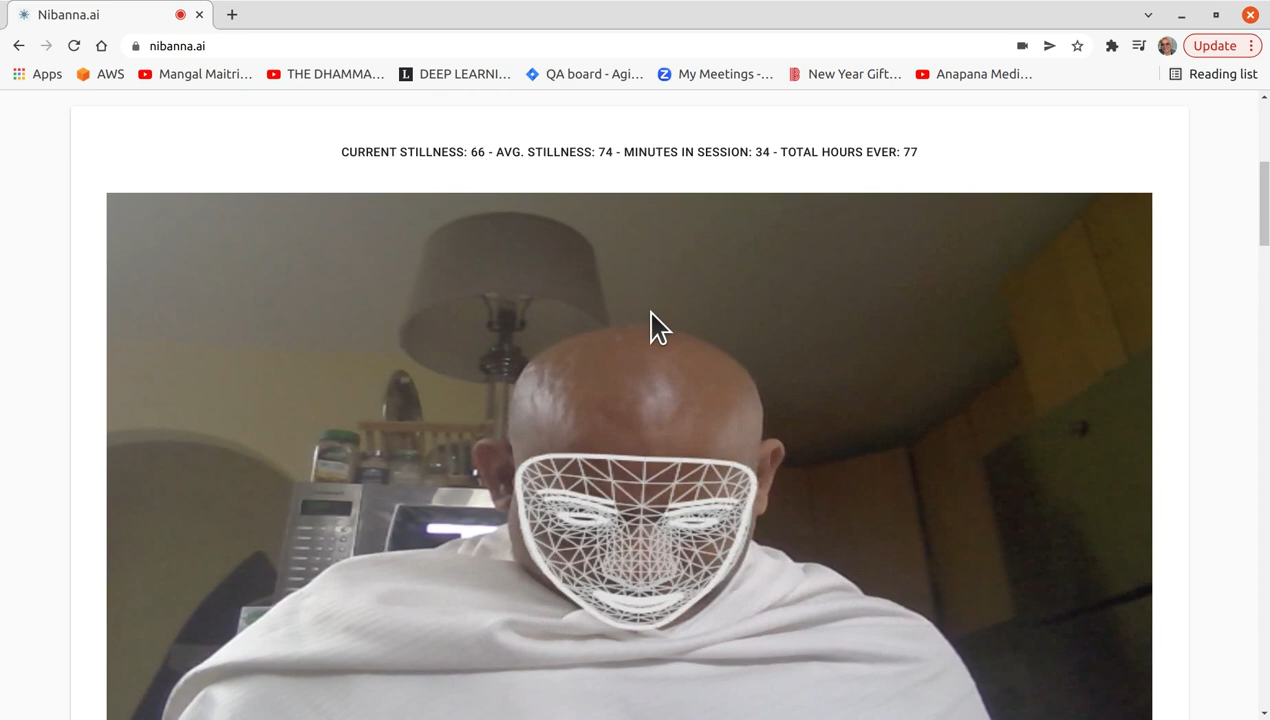 Nibanna.ai
nibanna.ai
Update
Apps AWS Mangal Maitri... THE DHAMMA... L DEEP LEARNI... QA board - Agi... Z My Meetings -... B New Year Gift... Anapana Medi... Reading list
CURRENT STILLNESS: 66 - AVG. STILLNESS: 74 - MINUTES IN SESSION: 34 - TOTAL HOURS EVER: 77